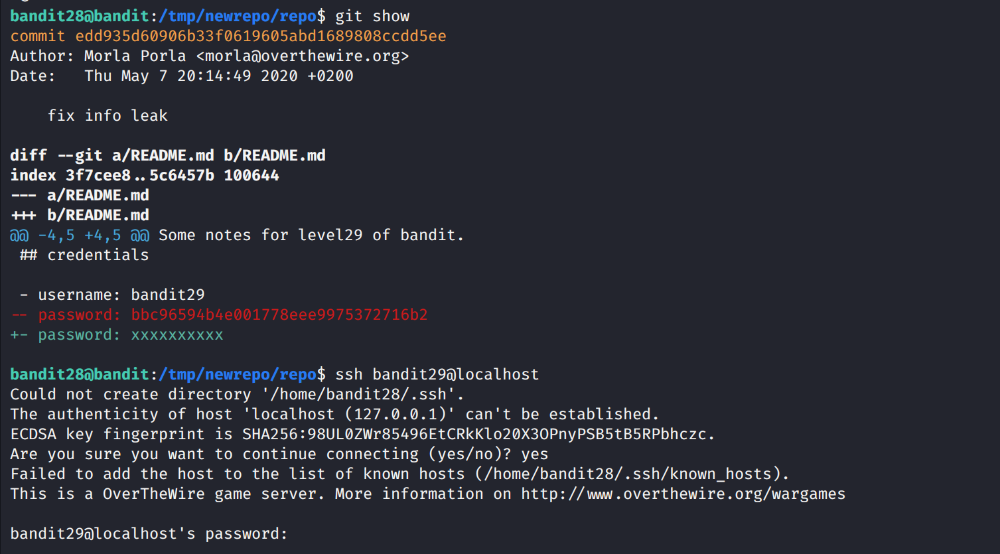 bandit28@bandit:/tmp/newrepo/repo$ git show
commit edd935d60906b33f0619605abd1689808ccdd5ee
Author: Morla Porla <morla@overthewire.org>
Date:   Thu May 7 20:14:49 2020 +0200

    fix info leak

diff --git a/README.md b/README.md
index 3f7cee8..5c6457b 100644
--- a/README.md
+++ b/README.md
@@ -4,5 +4,5 @@ Some notes for level29 of bandit.
 ## credentials

 - username: bandit29
-- password: bbc96594b4e001778eee9975372716b2
+- password: xxxxxxxxxx

bandit28@bandit:/tmp/newrepo/repo$ ssh bandit29@localhost
Could not create directory '/home/bandit28/.ssh'.
The authenticity of host 'localhost (127.0.0.1)' can't be established.
ECDSA key fingerprint is SHA256:98UL0ZWr85496EtCRkKlo20X3OPnyPSB5tB5RPbhczc.
Are you sure you want to continue connecting (yes/no)? yes
Failed to add the host to the list of known hosts (/home/bandit28/.ssh/known_hosts).
This is a OverTheWire game server. More information on http://www.overthewire.org/wargames

bandit29@localhost's password: